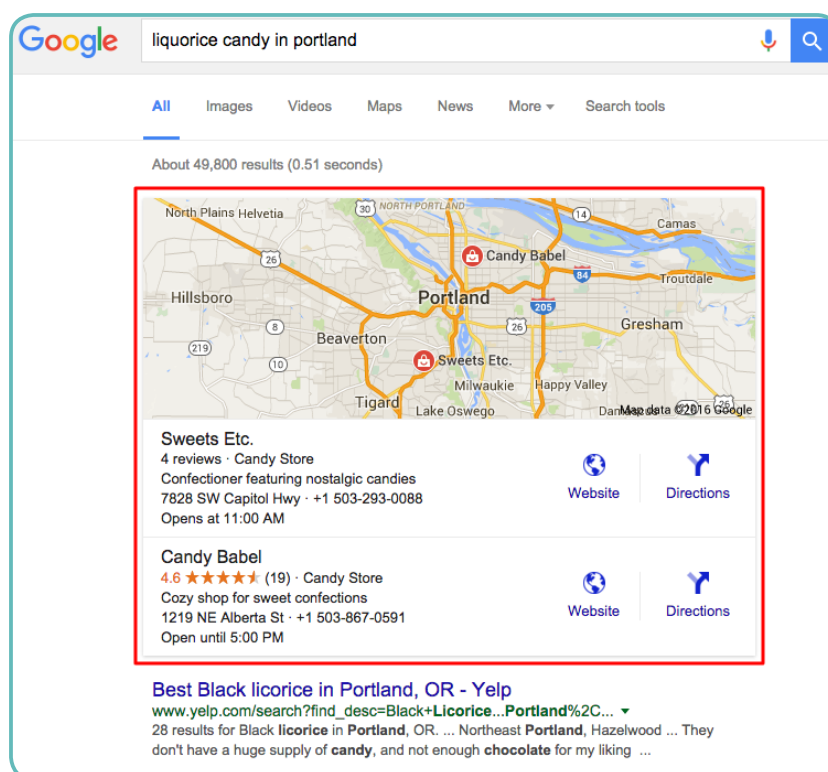 Google
liquorice candy in portland
All Images Videos Maps News More Search tools
About 49,800 results (0.51 seconds)
North Plains Helvetia
30
NORTH PORTLAND
14
Camas
26
Candy Babel
84
Troutdale
Hillsboro
Portland
205
8
26
Gresham
Beaverton
219
10
Sweets Etc.
Milwaukie
Happy Valley
Tigard
Lake Oswego
26
Map data ©2016 Google
Sweets Etc.
4 reviews · Candy Store
Confectioner featuring nostalgic candies
7828 SW Capitol Hwy · +1 503-293-0088
Opens at 11:00 AM
Website
Directions
Candy Babel
4.6 ★★★★★ (19) · Candy Store
Cozy shop for sweet confections
1219 NE Alberta St · +1 503-867-0591
Open until 5:00 PM
Website
Directions
Best Black licorice in Portland, OR - Yelp
www.yelp.com/search?find_desc=Black+Licorice...Portland%2C...
28 results for Black licorice in Portland, OR. ... Northeast Portland, Hazelwood ... They
don't have a huge supply of candy, and not enough chocolate for my liking ...